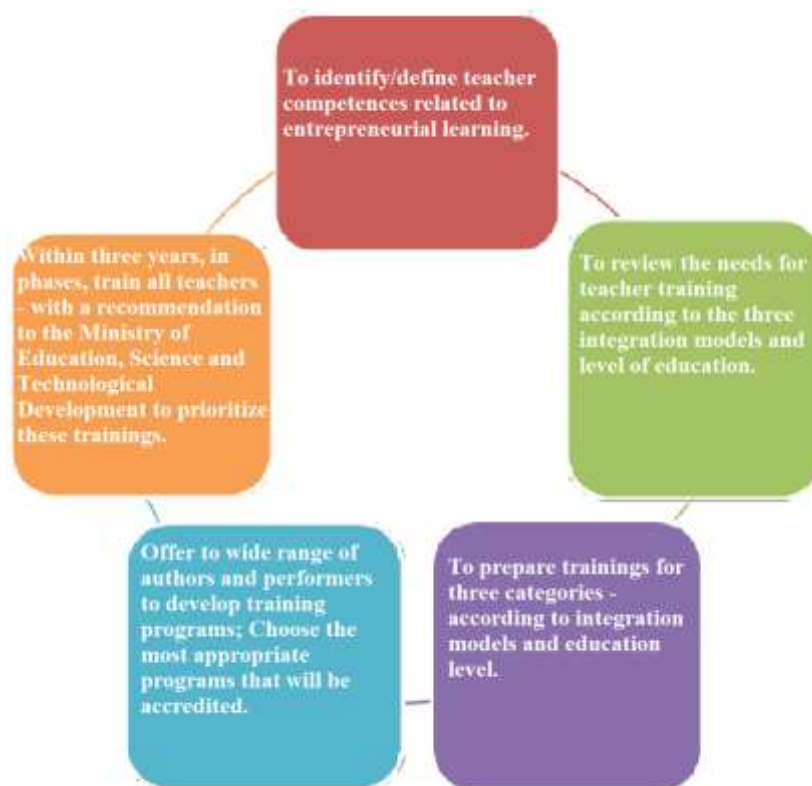 To identify/define teacher
competences related to
entrepreneurial learning.
To review the needs for
teacher training
according to the three
integration models and
level of education.
To prepare trainings for
three categories -
according to integration
models and education
level.
Offer to wide range of
authors and performers
to develop training
programs; Choose the
most appropriate
programs that will be
accredited.
Within three years, in
phases, train all teachers
- with a recommendation
to the Ministry of
Education, Science and
Technological
Development to prioritize
these trainings.